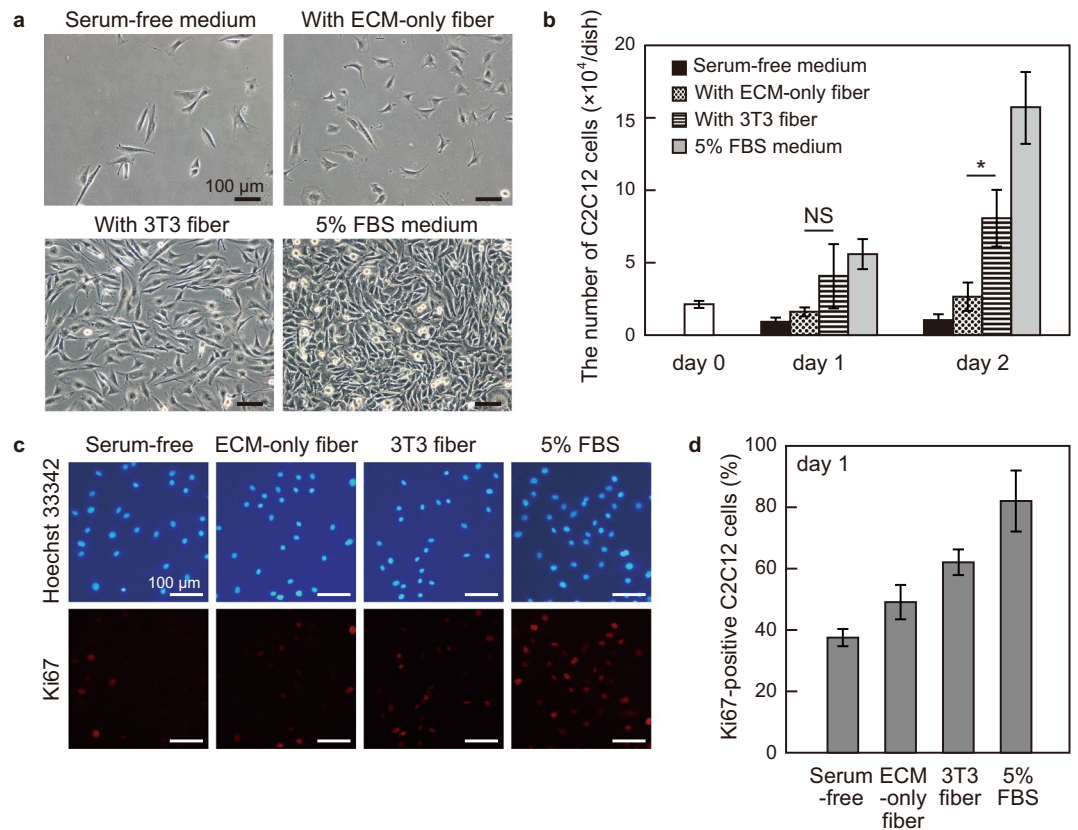 a
Serum-free medium
With ECM-only fiber
100 µm
With 3T3 fiber
5% FBS medium
b
The number of C2C12 cells (×10⁴/dish)
20
15
10
5
0
Serum-free medium
With ECM-only fiber
With 3T3 fiber
5% FBS medium
NS
*
day 0
day 1
day 2
c
Serum-free
ECM-only fiber
3T3 fiber
5% FBS
Hoechst 33342
100 µm
Ki67
d
Ki67-positive C2C12 cells (%)
100
80
60
40
20
0
day 1
Serum
-free
ECM
-only
fiber
3T3
fiber
5%
FBS